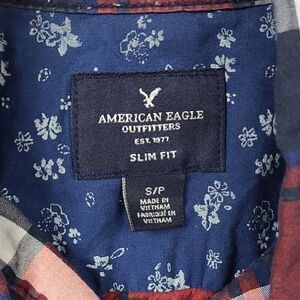 AMERICAN EAGLE
OUTFITTERS
EST. 1977
SLIM FIT
S/P
MADE IN
VIETNAM
FABRIQUÉ EN
VIETNAM